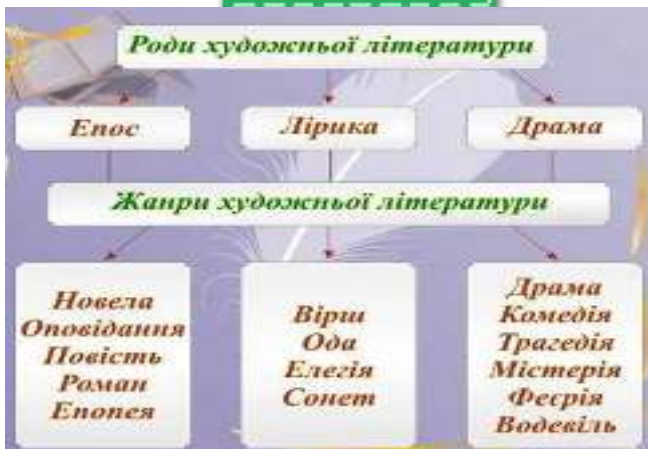 Роди художньої літератури
Епос
Лірика
Драма
Жанри художньої літератури
Новела
Оповідання
Повість
Роман
Епопея
Вірш
Ода
Елегія
Сонет
Драма
Комедія
Трагедія
Містерія
Феєрія
Водевіль